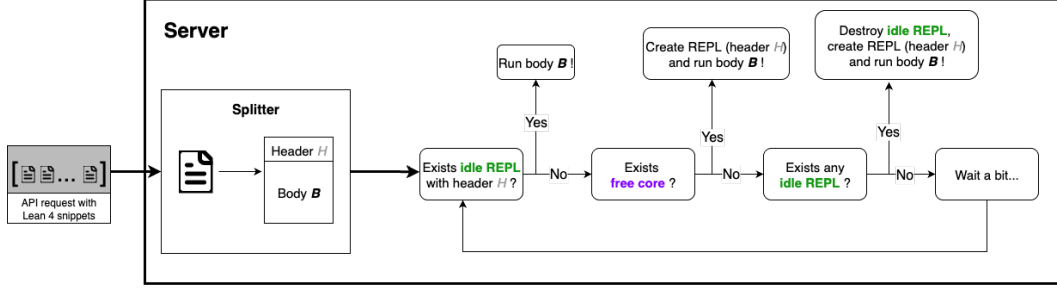 Server
Splitter
Header H
Body B
[ ... ]
API request with
Lean 4 snippets
Run body B !
Yes
Exists idle REPL
with header H ?
No
Create REPL (header H)
and run body B !
Yes
Exists
free core ?
No
Destroy idle REPL,
create REPL (header H)
and run body B !
Yes
Exists any
idle REPL ?
No
Wait a bit...